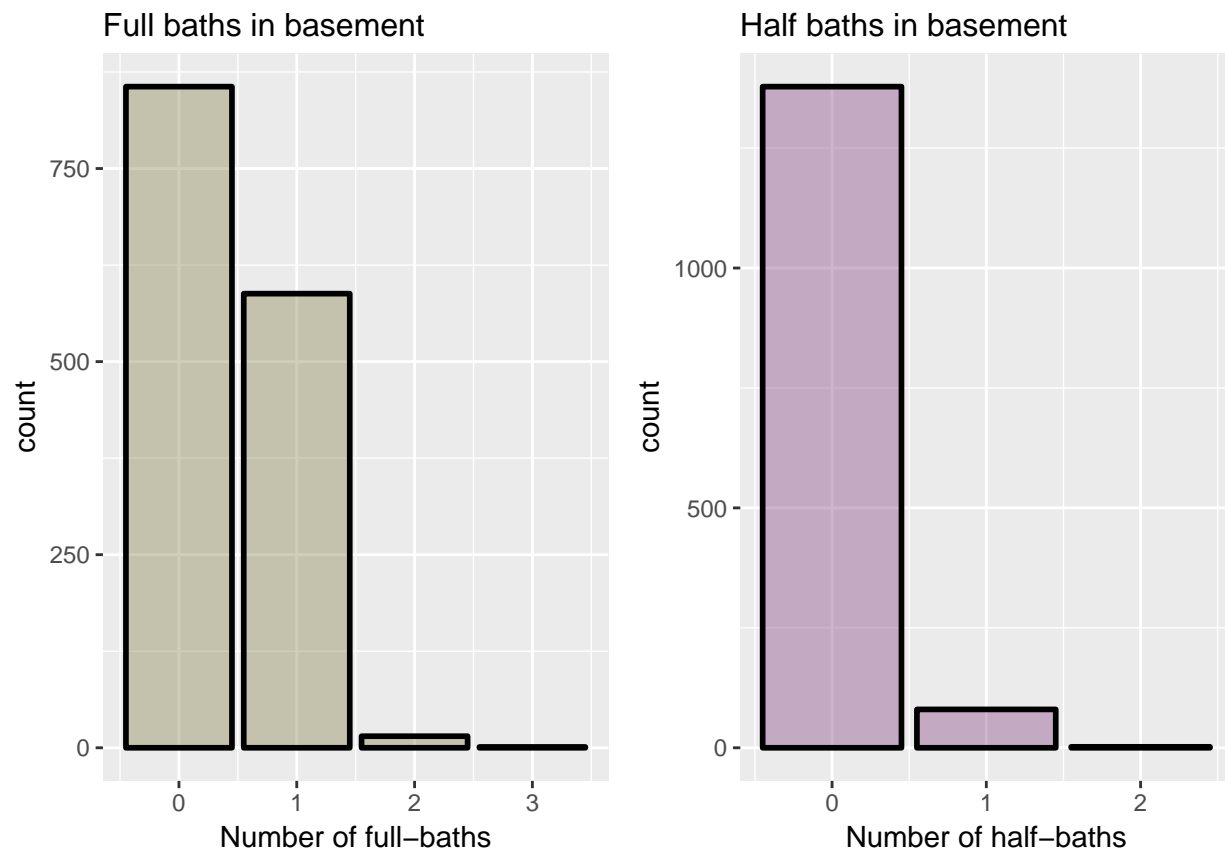 Full baths in basement
750
500
250
0
count
0 1 2 3
Number of full−baths
Half baths in basement
1000
500
0
count
0 1 2
Number of half−baths